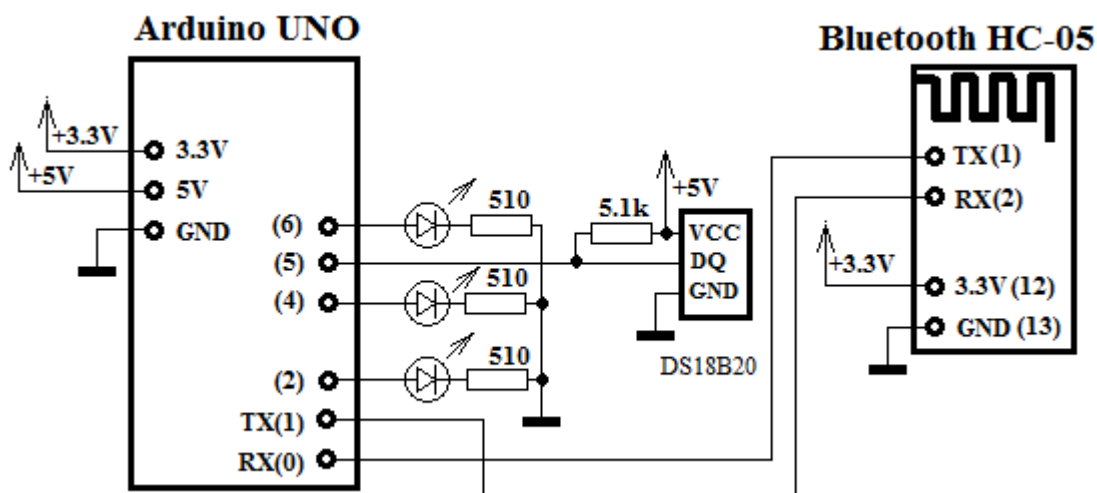 Arduino UNO
+3.3V
+5V
3.3V
5V
GND
(6)
(5)
(4)
(2)
TX(1)
RX(0)
510
510
510
5.1k
+5V
VCC
DQ
GND
DS18B20
Bluetooth HC-05
TX(1)
RX(2)
+3.3V
3.3V(12)
GND(13)